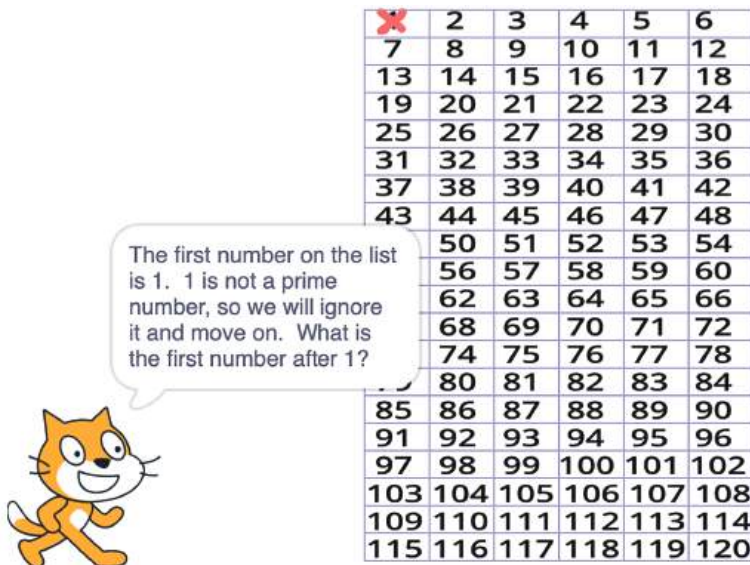 2 3 4 5 6
7 8 9 10 11 12
13 14 15 16 17 18
19 20 21 22 23 24
25 26 27 28 29 30
31 32 33 34 35 36
37 38 39 40 41 42
43 44 45 46 47 48
50 51 52 53 54
56 57 58 59 60
62 63 64 65 66
68 69 70 71 72
74 75 76 77 78
80 81 82 83 84
85 86 87 88 89 90
91 92 93 94 95 96
97 98 99 100 101 102
103 104 105 106 107 108
109 110 111 112 113 114
115 116 117 118 119 120
The first number on the list
is 1. 1 is not a prime
number, so we will ignore
it and move on. What is
the first number after 1?